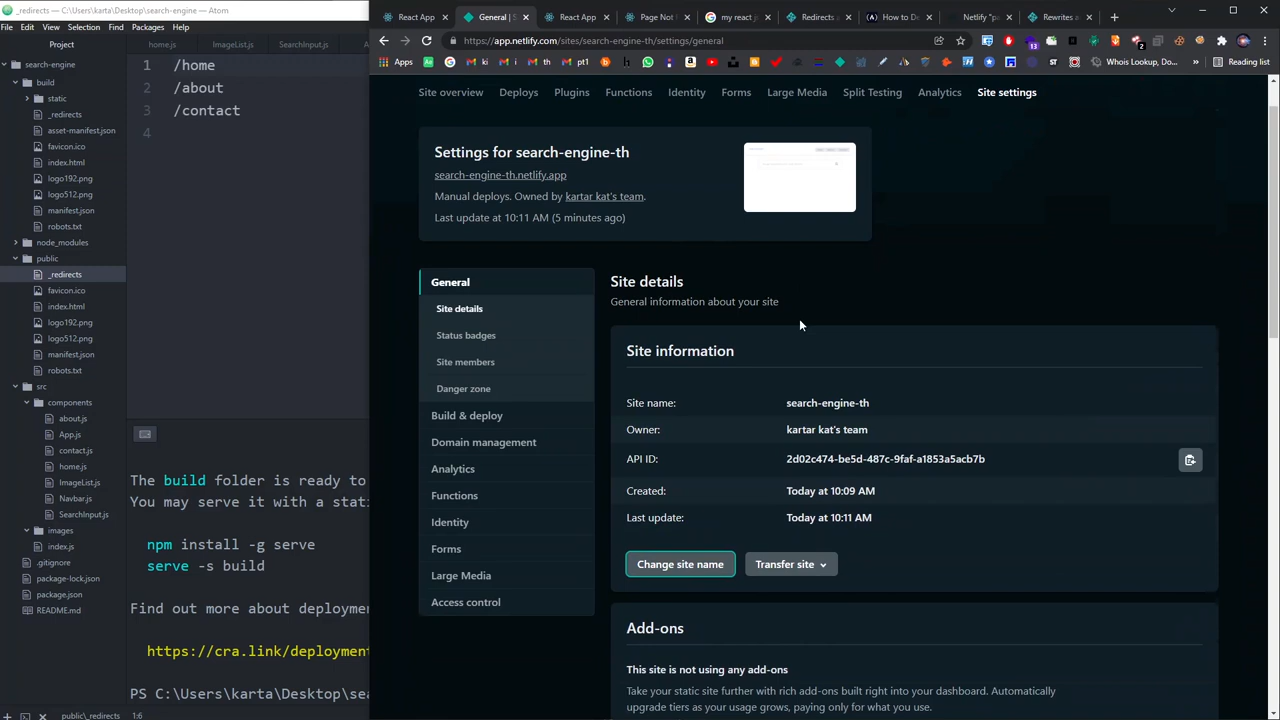 _redirects — C:\Users\karta\Desktop\search-engine — Atom
File Edit View Selection Find Packages Help
Project
search-engine
build
static
_redirects
asset-manifest.json
favicon.ico
index.html
logo192.png
logo512.png
manifest.json
robots.txt
node_modules
public
_redirects
favicon.ico
index.html
logo192.png
logo512.png
manifest.json
robots.txt
src
components
about.js
App.js
contact.js
home.js
ImageList.js
Navbar.js
SearchInput.js
images
index.js
.gitignore
package-lock.json
package.json
README.md
home.js ImageList.js SearchInput.js
1 /home
2 /about
3 /contact
4
The build folder is ready to
You may serve it with a stati
npm install -g serve
serve -s build
Find out more about deploymen
https://cra.link/deployment
PS C:\Users\karta\Desktop\sea
public\_redirects 1:6
React App General | S React App Page Not my react j Redirects a How to De Netlify "pa Rewrites a
https://app.netlify.com/sites/search-engine-th/settings/general
13
2
Apps ki i th pt1 b Whois Lookup, Do... » Reading list
Site overview Deploys Plugins Functions Identity Forms Large Media Split Testing Analytics Site settings
Settings for search-engine-th
search-engine-th.netlify.app
Manual deploys. Owned by kartar kat's team.
Last update at 10:11 AM (5 minutes ago)
General
Site details
Status badges
Site members
Danger zone
Build & deploy
Domain management
Analytics
Functions
Identity
Forms
Large Media
Access control
Site details
General information about your site
Site information
Site name: search-engine-th
Owner: kartar kat's team
API ID: 2d02c474-be5d-487c-9faf-a1853a5acb7b
Created: Today at 10:09 AM
Last update: Today at 10:11 AM
Change site name Transfer site
Add-ons
This site is not using any add-ons
Take your static site further with rich add-ons built right into your dashboard. Automatically
upgrade tiers as your usage grows, paying only for what you use.